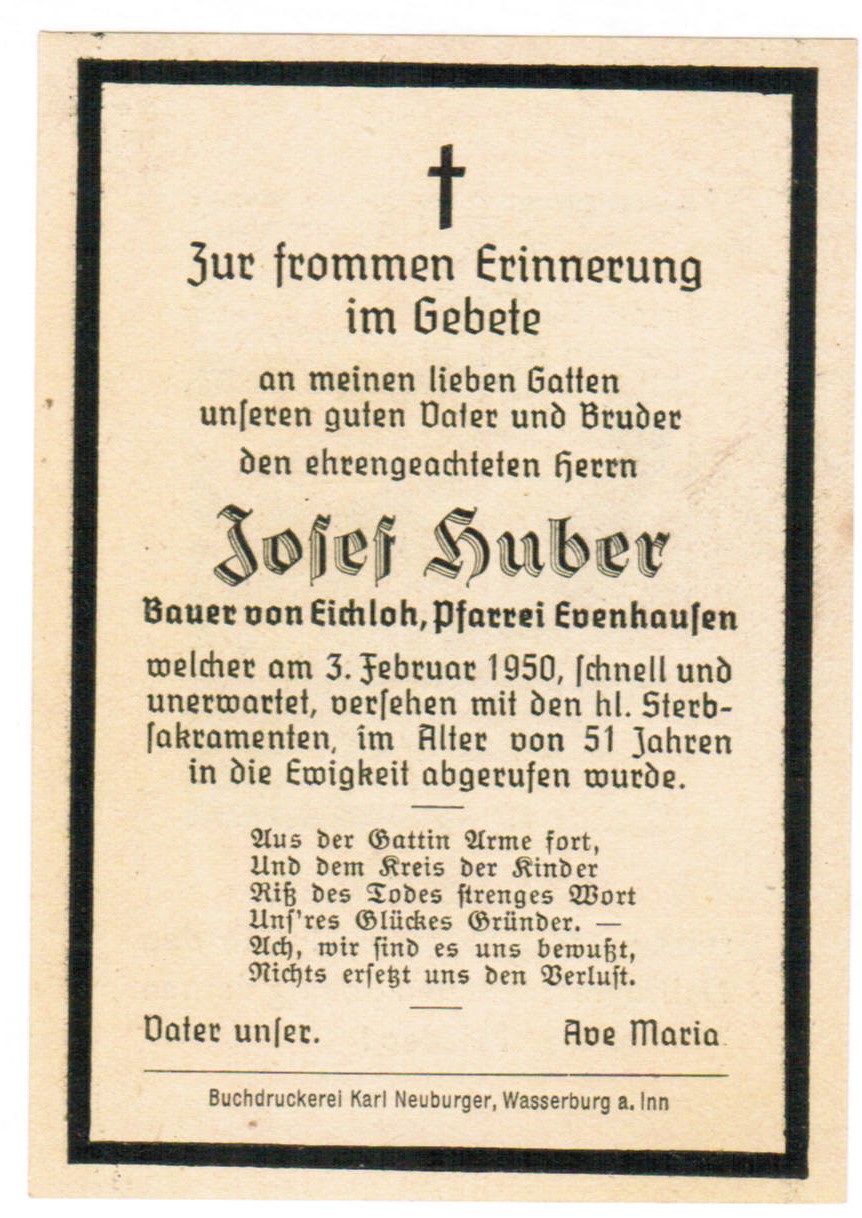 Zur frommen Erinnerung
im Gebete
an meinen lieben Gatten
unseren guten Vater und Bruder
den ehrengeachteten Herrn
Josef Huber
Bauer von Eichloh, Pfarrei Evenhausen
welcher am 3. Februar 1950, schnell und
unerwartet, versehen mit den hl. Sterb-
sakramenten, im Alter von 51 Jahren
in die Ewigkeit abgerufen wurde.
Aus der Gattin Arme fort,
Und dem Kreis der Kinder
Riß des Todes strenges Wort
Uns'res Glückes Gründer. —
Ach, wir sind es uns bewußt,
Nichts ersetzt uns den Verlust.
Vater unser. Ave Maria
Buchdruckerei Karl Neuburger, Wasserburg a. Inn